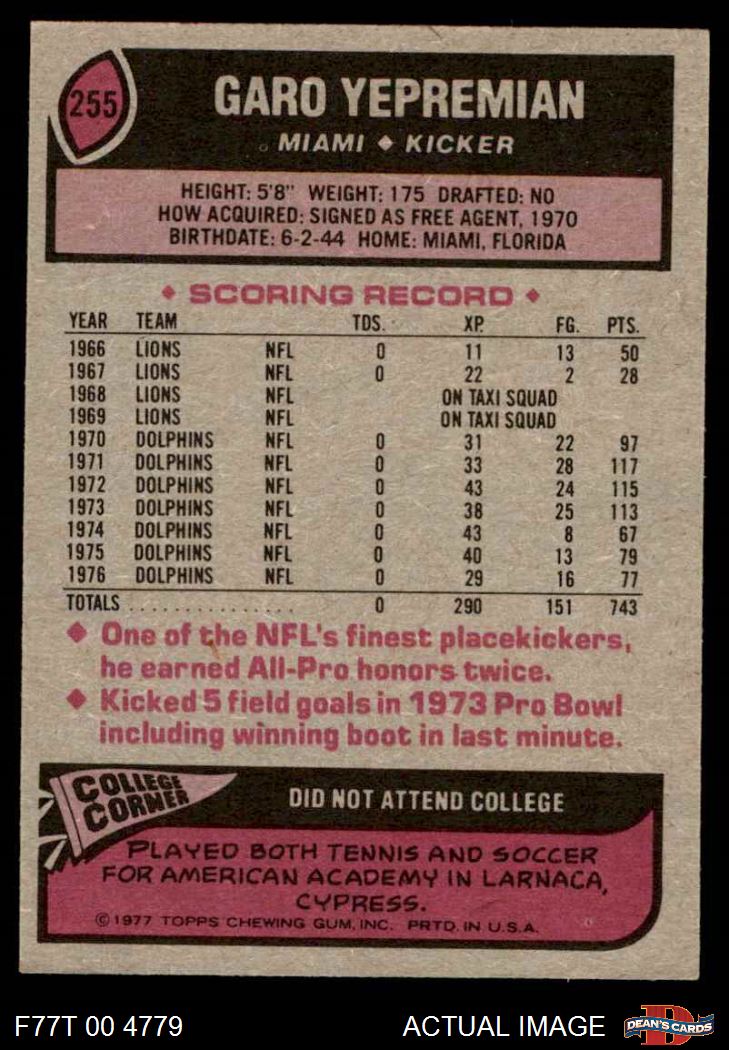 255
GARO YEPREMIAN
MIAMI ◆ KICKER
HEIGHT: 5'8" WEIGHT: 175 DRAFTED: NO
HOW ACQUIRED: SIGNED AS FREE AGENT, 1970
BIRTHDATE: 6-2-44 HOME: MIAMI, FLORIDA
◆ SCORING RECORD ◆
YEAR TEAM TDS. XP. FG. PTS.
1966 LIONS NFL 0 11 13 50
1967 LIONS NFL 0 22 2 28
1968 LIONS NFL ON TAXI SQUAD
1969 LIONS NFL ON TAXI SQUAD
1970 DOLPHINS NFL 0 31 22 97
1971 DOLPHINS NFL 0 33 28 117
1972 DOLPHINS NFL 0 43 24 115
1973 DOLPHINS NFL 0 38 25 113
1974 DOLPHINS NFL 0 43 8 67
1975 DOLPHINS NFL 0 40 13 79
1976 DOLPHINS NFL 0 29 16 77
TOTALS . . . . . . . . . . . . . . 0 290 151 743
◆ One of the NFL's finest placekickers,
he earned All-Pro honors twice.
◆ Kicked 5 field goals in 1973 Pro Bowl
including winning boot in last minute.
COLLEGE
CORNER
DID NOT ATTEND COLLEGE
PLAYED BOTH TENNIS AND SOCCER
FOR AMERICAN ACADEMY IN LARNACA,
CYPRESS.
©1977 TOPPS CHEWING GUM, INC. PRTD. IN U.S.A.
F77T 00 4779
ACTUAL IMAGE
D
DEAN'S CARDS